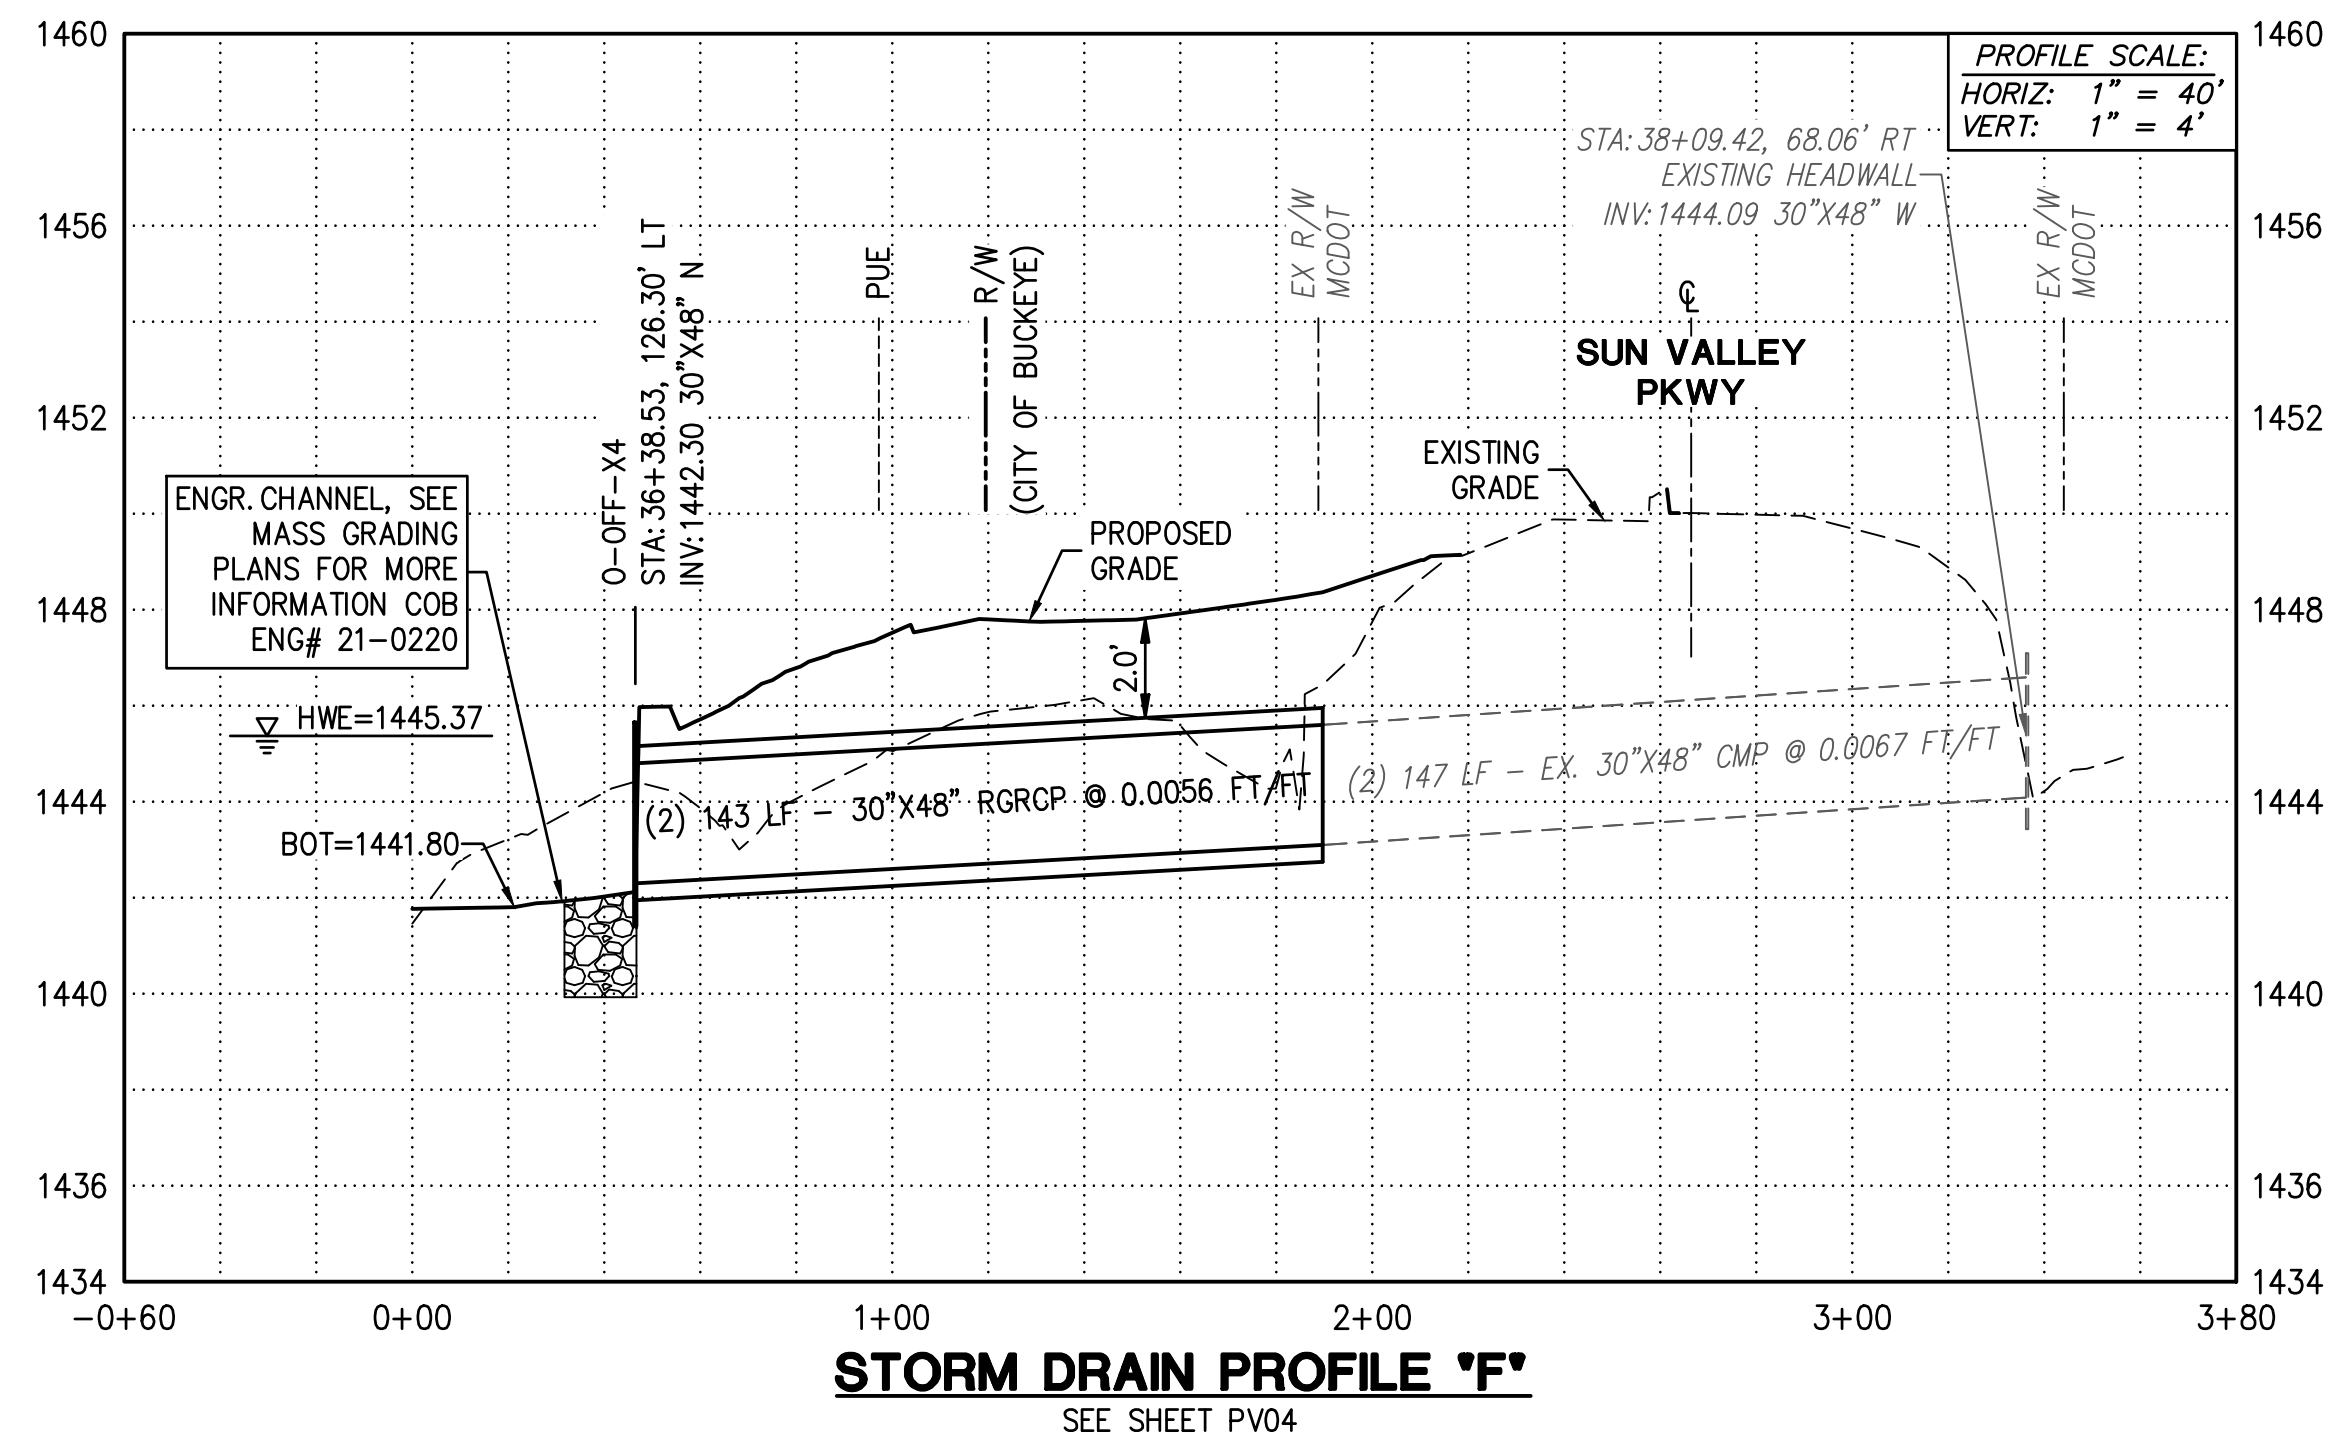 1460
1460
PROFILE SCALE:
HORIZ: 1" = 40'
VERT: 1" = 4'
STA: 38+09.42, 68.06' RT
EXISTING HEADWALL
INV: 1444.09 30"X48" W
1456
1456
O-OFF-X4
STA: 36+38.53, 126.30' LT
INV: 1442.30 30"X48" N
PUE
R/W
(CITY OF BUCKEYE)
EX R/W
MCDOT
EX R/W
MCDOT
℄
SUN VALLEY
PKWY
1452
1452
EXISTING
GRADE
ENGR. CHANNEL, SEE
MASS GRADING
PLANS FOR MORE
INFORMATION COB
ENG# 21-0220
PROPOSED
GRADE
1448
1448
2.0'
HWE=1445.37
(2) 143 LF - 30"X48" RGRCP @ 0.0056 FT/FT
(2) 147 LF - EX. 30"X48" CMP @ 0.0067 FT/FT
1444
1444
BOT=1441.80
1440
1440
1436
1436
1434
1434
-0+60
0+00
1+00
2+00
3+00
3+80
STORM DRAIN PROFILE "F"
SEE SHEET PV04